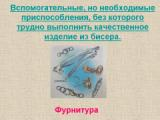 Вспомогательные, но необходимые
приспособления, без которого
трудно выполнить качественное
изделие из бисера.
Фурнитура